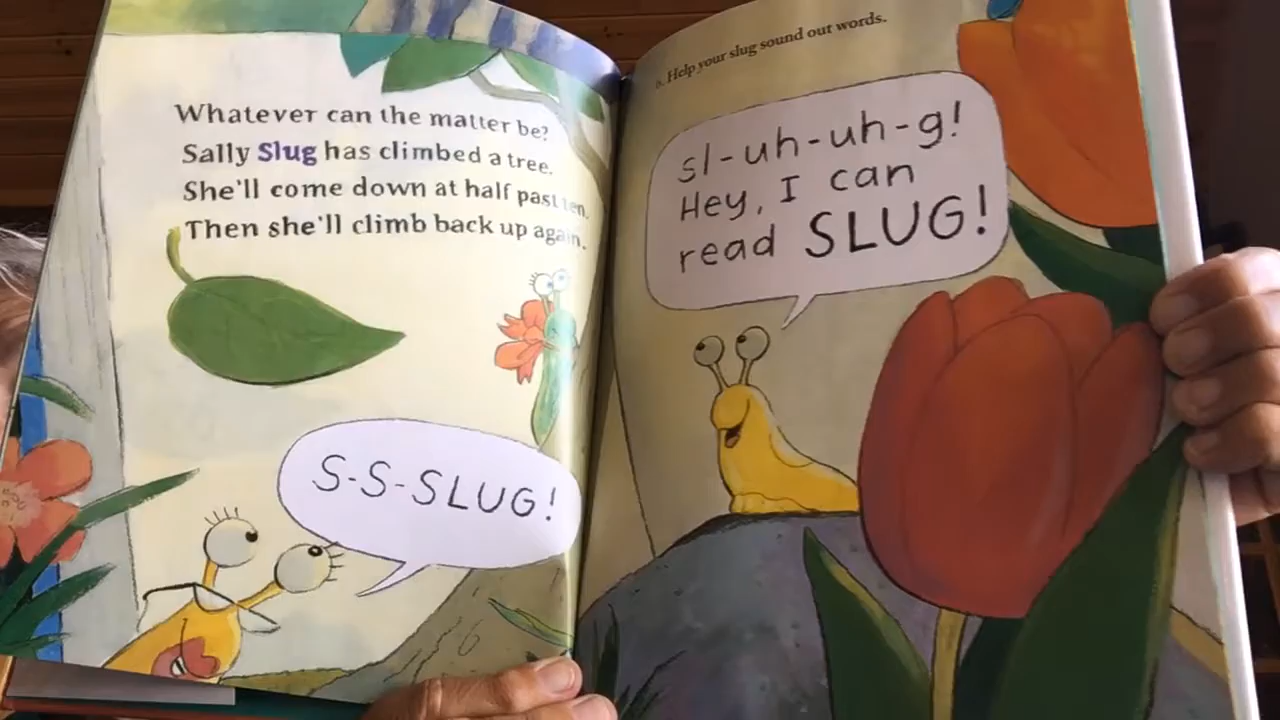 Whatever can the matter be?
Sally Slug has climbed a tree.
She'll come down at half past ten.
Then she'll climb back up again.
S-S-SLUG!
6. Help your slug sound out words.
sl-uh-uh-g!
Hey, I can
read SLUG!